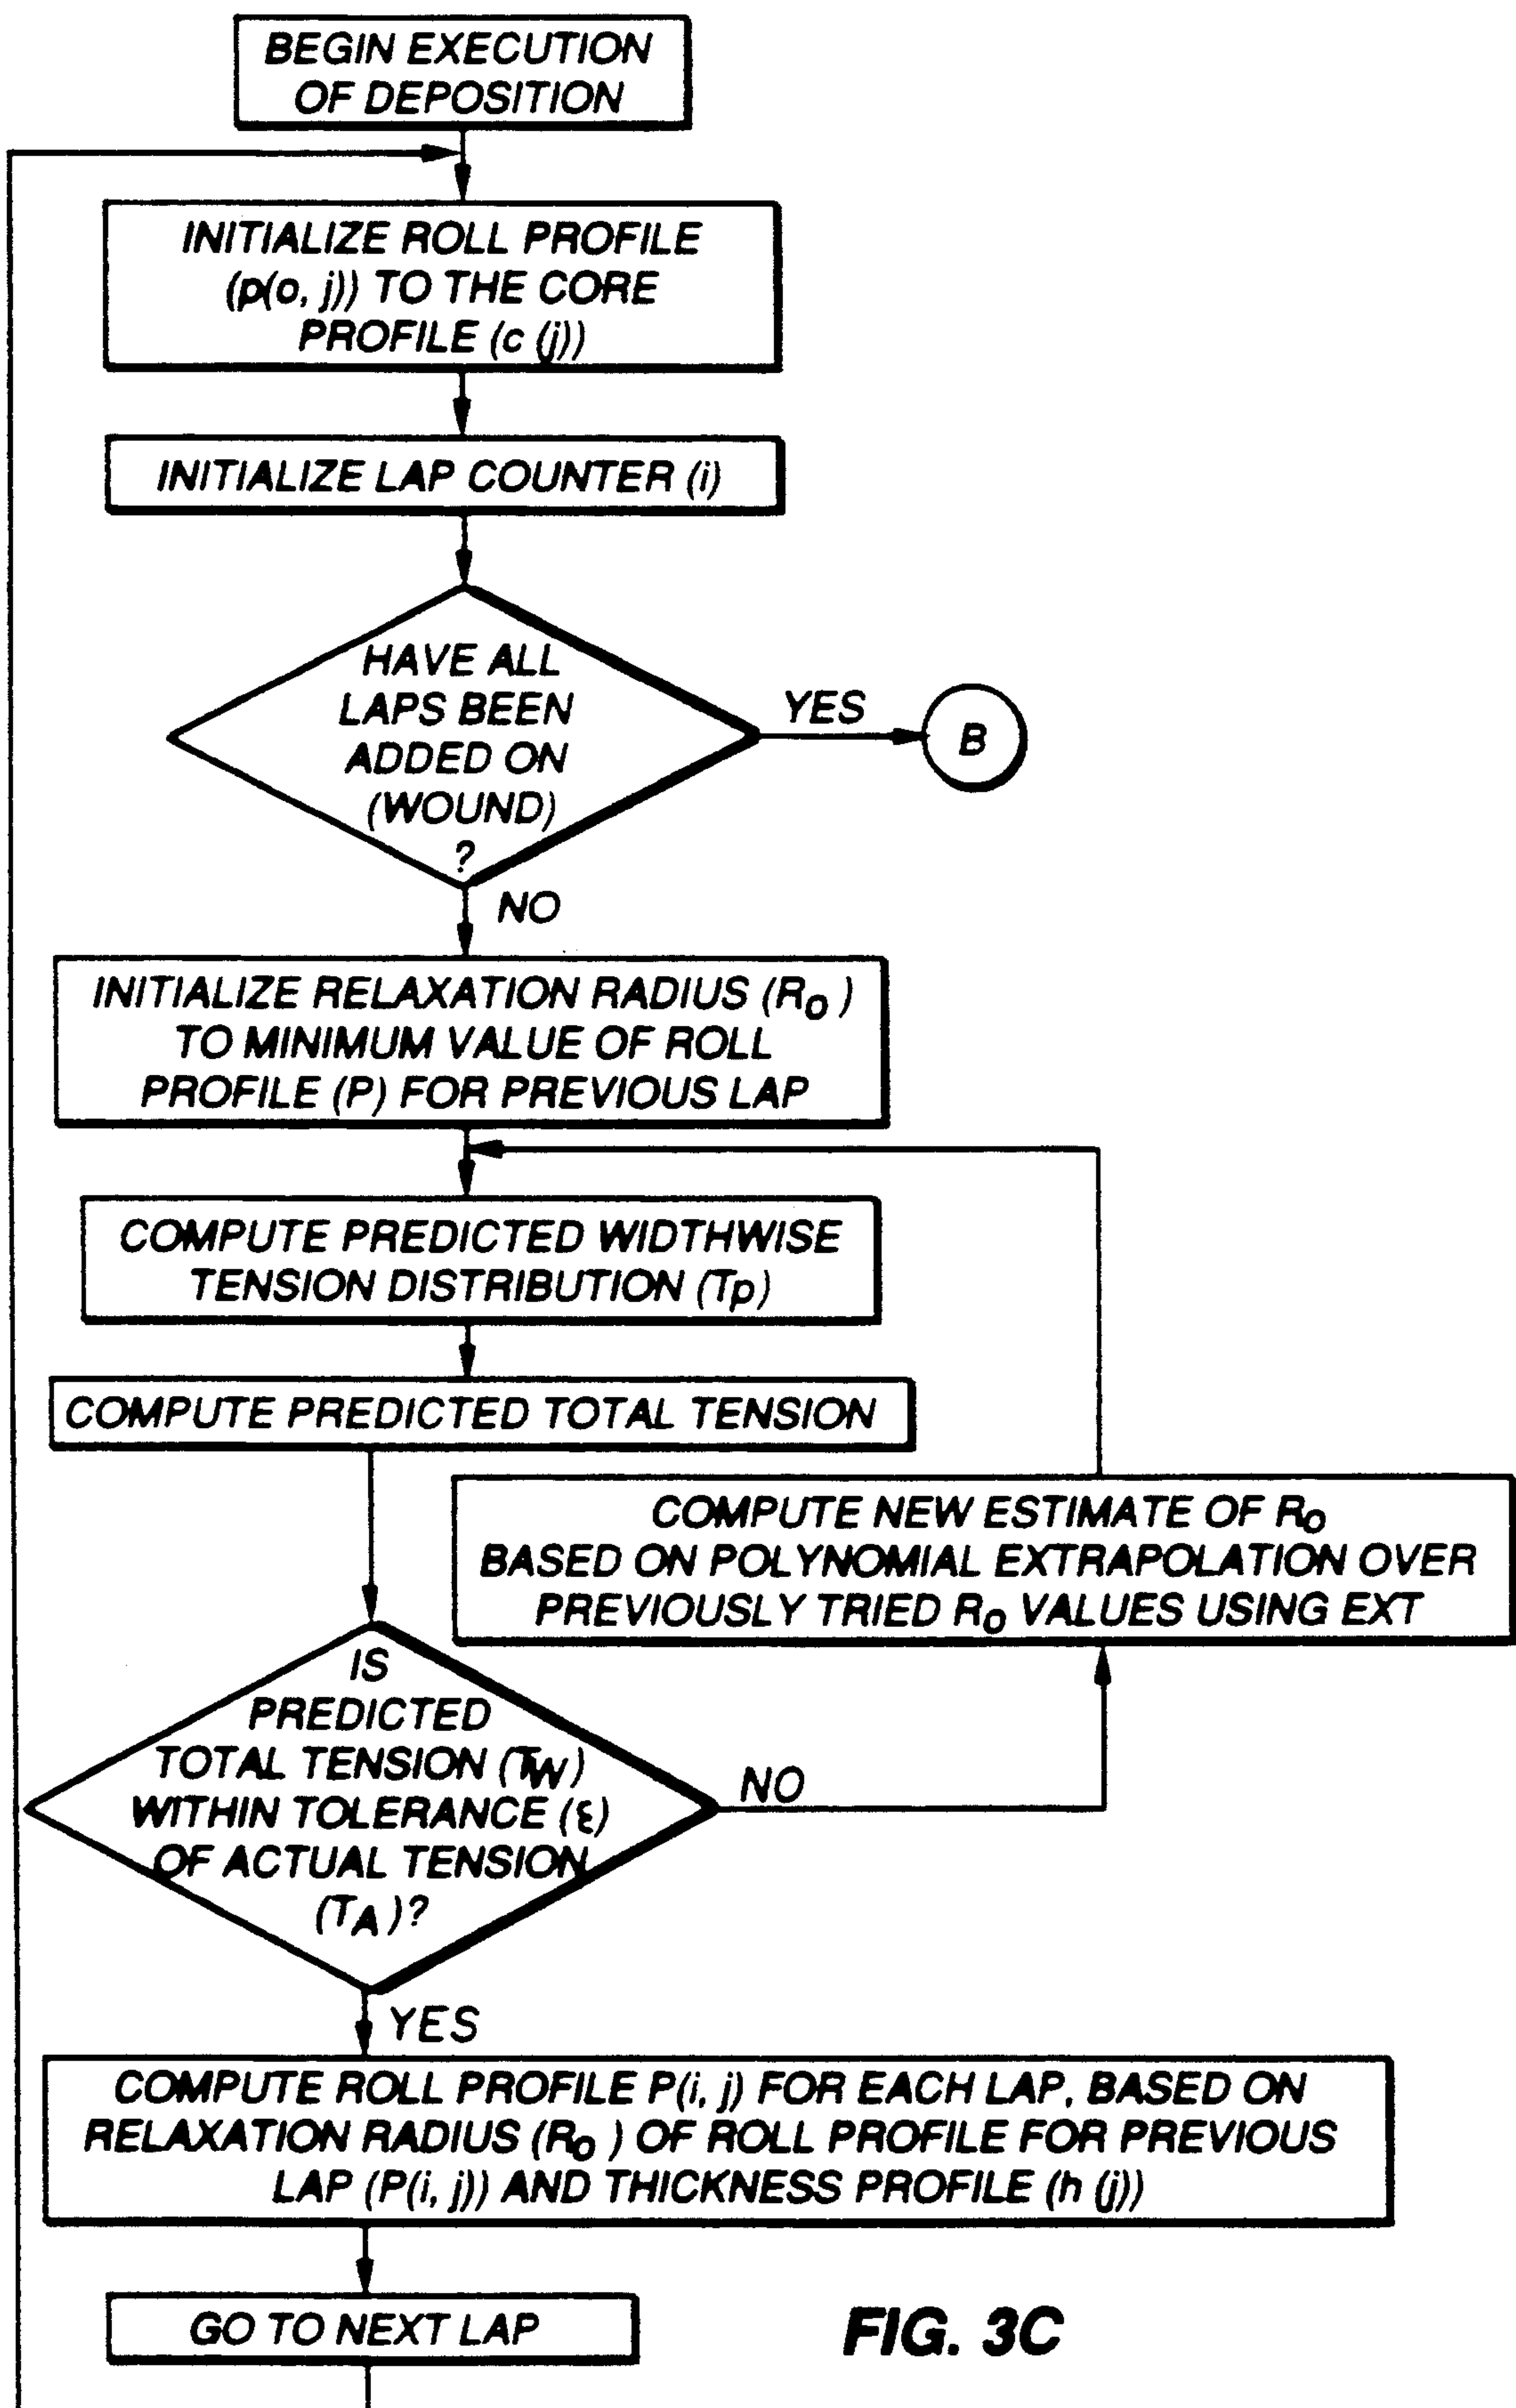 BEGIN EXECUTION
OF DEPOSITION
INITIALIZE ROLL PROFILE
(p(o, j)) TO THE CORE
PROFILE (c (j))
INITIALIZE LAP COUNTER (i)
HAVE ALL
LAPS BEEN
ADDED ON
(WOUND)
?
YES
B
NO
INITIALIZE RELAXATION RADIUS (Ro )
TO MINIMUM VALUE OF ROLL
PROFILE (P) FOR PREVIOUS LAP
COMPUTE PREDICTED WIDTHWISE
TENSION DISTRIBUTION (Tp)
COMPUTE PREDICTED TOTAL TENSION
COMPUTE NEW ESTIMATE OF Ro
BASED ON POLYNOMIAL EXTRAPOLATION OVER
PREVIOUSLY TRIED Ro VALUES USING EXT
IS
PREDICTED
TOTAL TENSION (TW)
WITHIN TOLERANCE (ε)
OF ACTUAL TENSION
(TA)?
NO
YES
COMPUTE ROLL PROFILE P(i, j) FOR EACH LAP, BASED ON
RELAXATION RADIUS (Ro ) OF ROLL PROFILE FOR PREVIOUS
LAP (P(i, j)) AND THICKNESS PROFILE (h (j))
GO TO NEXT LAP
FIG. 3C